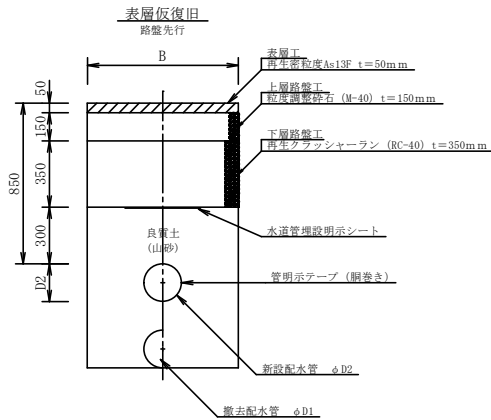 表層仮復旧
路盤先行
B
表層工
再生密粒度As13F t=50mm
上層路盤工
粒度調整砕石 (M-40) t=150mm
下層路盤工
再生クラッシャーラン (RC-40) t=350mm
50
150
350
850
300
D2
良質土
(山砂)
水道管埋設明示シート
管明示テープ (胴巻き)
新設配水管 φD2
撤去配水管 φD1